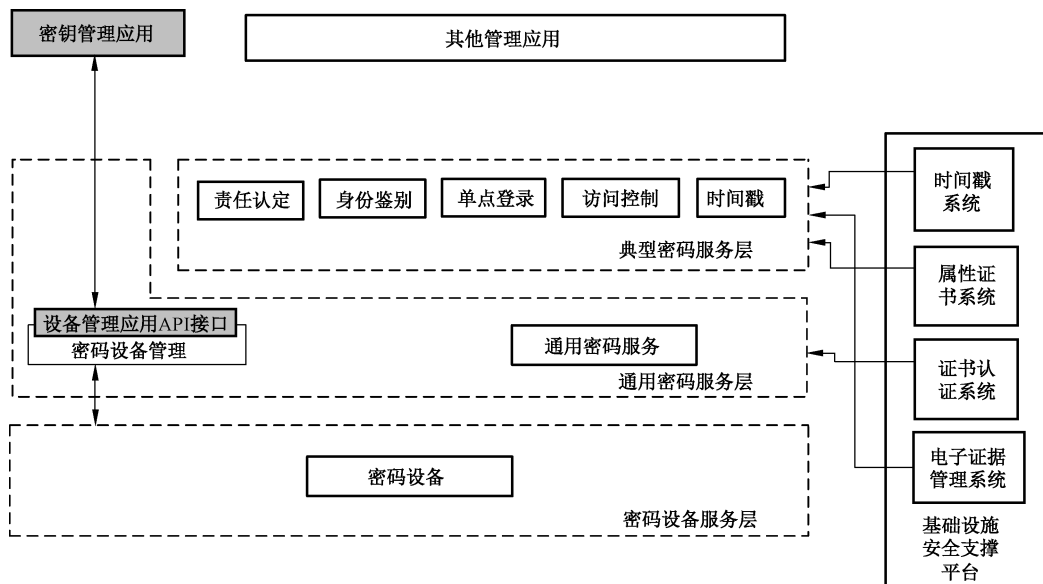 密钥管理应用
其他管理应用
责任认定
身份鉴别
单点登录
访问控制
时间戳
典型密码服务层
设备管理应用API接口
密码设备管理
通用密码服务
通用密码服务层
密码设备
密码设备服务层
时间戳
系统
属性证
书系统
证书认
证系统
电子证据
管理系统
基础设施
安全支撑
平台